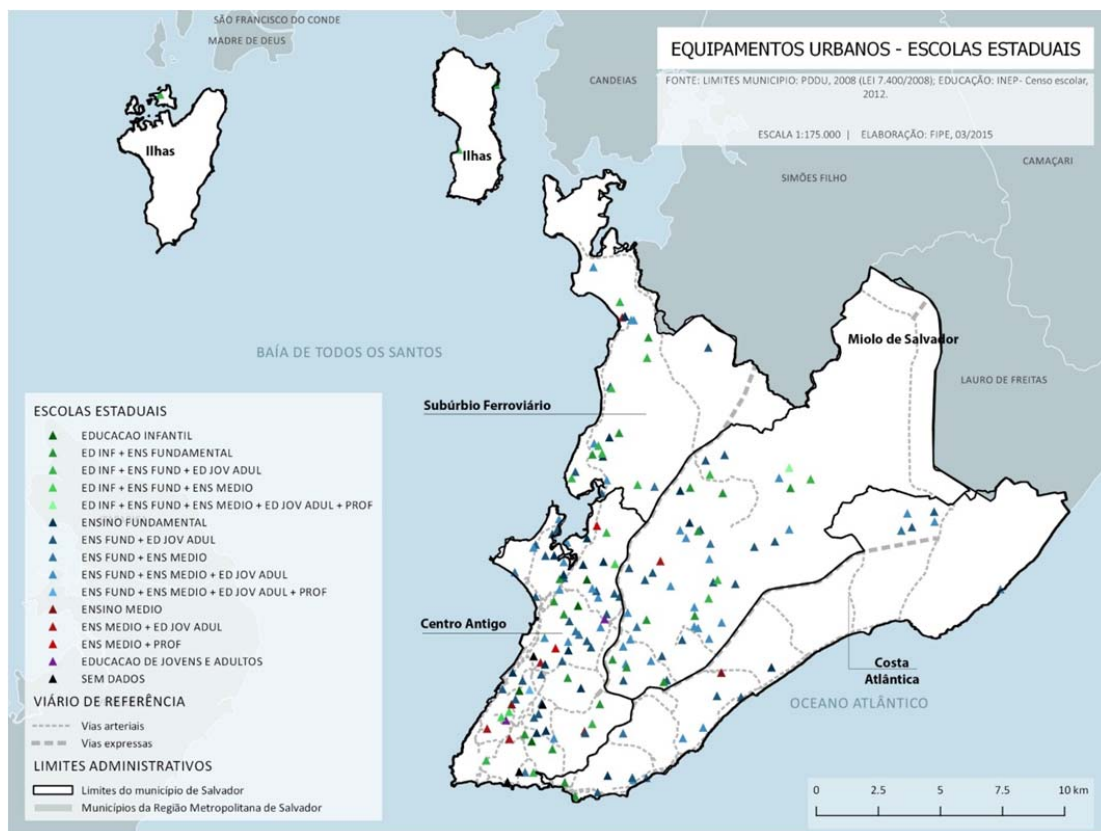 SÃO FRANCISCO DO CONDE
MADRE DE DEUS
EQUIPAMENTOS URBANOS - ESCOLAS ESTADUAIS
FONTE: LIMITES MUNICIPIO: PDDU, 2008 (LEI 7.400/2008); EDUCAÇÃO: INEP- Censo escolar,
2012.
ESCALA 1:175.000 | ELABORAÇÃO: FIPE, 03/2015
CANDEIAS
CAMAÇARI
SIMÕES FILHO
Ilhas
Ilhas
Miolo de Salvador
LAURO DE FREITAS
BAÍA DE TODOS OS SANTOS
Subúrbio Ferroviário
Centro Antigo
Costa
Atlântica
OCEANO ATLÂNTICO
ESCOLAS ESTADUAIS
EDUCACAO INFANTIL
ED INF + ENS FUNDAMENTAL
ED INF + ENS FUND + ED JOV ADUL
ED INF + ENS FUND + ENS MEDIO
ED INF + ENS FUND + ENS MEDIO + ED JOV ADUL + PROF
ENSINO FUNDAMENTAL
ENS FUND + ED JOV ADUL
ENS FUND + ENS MEDIO
ENS FUND + ENS MEDIO + ED JOV ADUL
ENS FUND + ENS MEDIO + ED JOV ADUL + PROF
ENSINO MEDIO
ENS MEDIO + ED JOV ADUL
ENS MEDIO + PROF
EDUCACAO DE JOVENS E ADULTOS
SEM DADOS
VIÁRIO DE REFERÊNCIA
Vias arteriais
Vias expressas
LIMITES ADMINISTRATIVOS
Limites do município de Salvador
Municípios da Região Metropolitana de Salvador
0 2.5 5 7.5 10 km